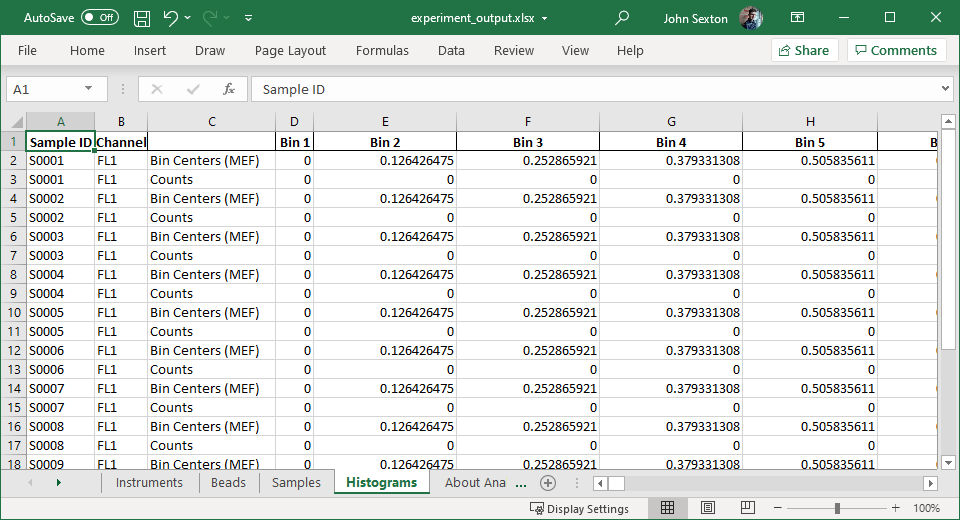 AutoSave Off experiment_output.xlsx John Sexton
File Home Insert Draw Page Layout Formulas Data Review View Help Share Comments
A1 fx Sample ID
A B C D E F G H
1 Sample ID Channel Bin 1 Bin 2 Bin 3 Bin 4 Bin 5 B
2 S0001 FL1 Bin Centers (MEF) 0 0.126426475 0.252865921 0.379331308 0.505835611
3 S0001 FL1 Counts 0 0 0 0 0
4 S0002 FL1 Bin Centers (MEF) 0 0.126426475 0.252865921 0.379331308 0.505835611
5 S0002 FL1 Counts 0 0 0 0 0
6 S0003 FL1 Bin Centers (MEF) 0 0.126426475 0.252865921 0.379331308 0.505835611
7 S0003 FL1 Counts 0 0 0 0 0
8 S0004 FL1 Bin Centers (MEF) 0 0.126426475 0.252865921 0.379331308 0.505835611
9 S0004 FL1 Counts 0 0 0 0 0
10 S0005 FL1 Bin Centers (MEF) 0 0.126426475 0.252865921 0.379331308 0.505835611
11 S0005 FL1 Counts 0 0 0 0 0
12 S0006 FL1 Bin Centers (MEF) 0 0.126426475 0.252865921 0.379331308 0.505835611
13 S0006 FL1 Counts 0 0 0 0 0
14 S0007 FL1 Bin Centers (MEF) 0 0.126426475 0.252865921 0.379331308 0.505835611
15 S0007 FL1 Counts 0 0 0 0 0
16 S0008 FL1 Bin Centers (MEF) 0 0.126426475 0.252865921 0.379331308 0.505835611
17 S0008 FL1 Counts 0 0 0 0 0
18 S0009 FL1 Bin Centers (MEF) 0 0.126426475 0.252865921 0.379331308 0.505835611
Instruments Beads Samples Histograms About Ana ...
Display Settings 100%